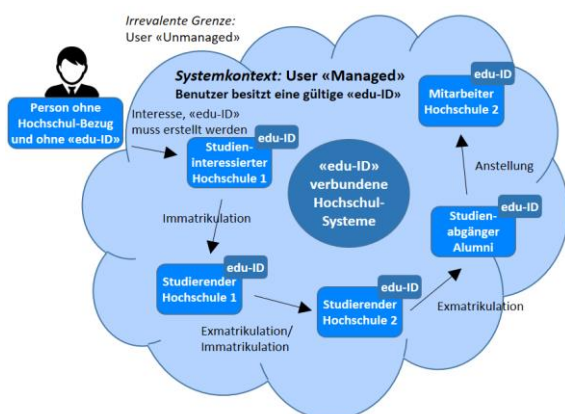 Irrevalente Grenze:
User «Unmanaged»
Systemkontext: User «Managed»
Benutzer besitzt eine gültige «edu-ID»
Person ohne
Hochschul-Bezug
und ohne «edu-ID»
Interesse, «edu-ID»
muss erstellt werden
edu-ID
Studien-
interessierter
Hochschule 1
«edu-ID»
verbundene
Hochschul-
Systeme
edu-ID
Mitarbeiter
Hochschule 2
Anstellung
Immatrikulation
edu-ID
Studien-
abgänger
Alumni
edu-ID
Studierender
Hochschule 1
edu-ID
Studierender
Hochschule 2
Exmatrikulation
Exmatrikulation/
Immatrikulation